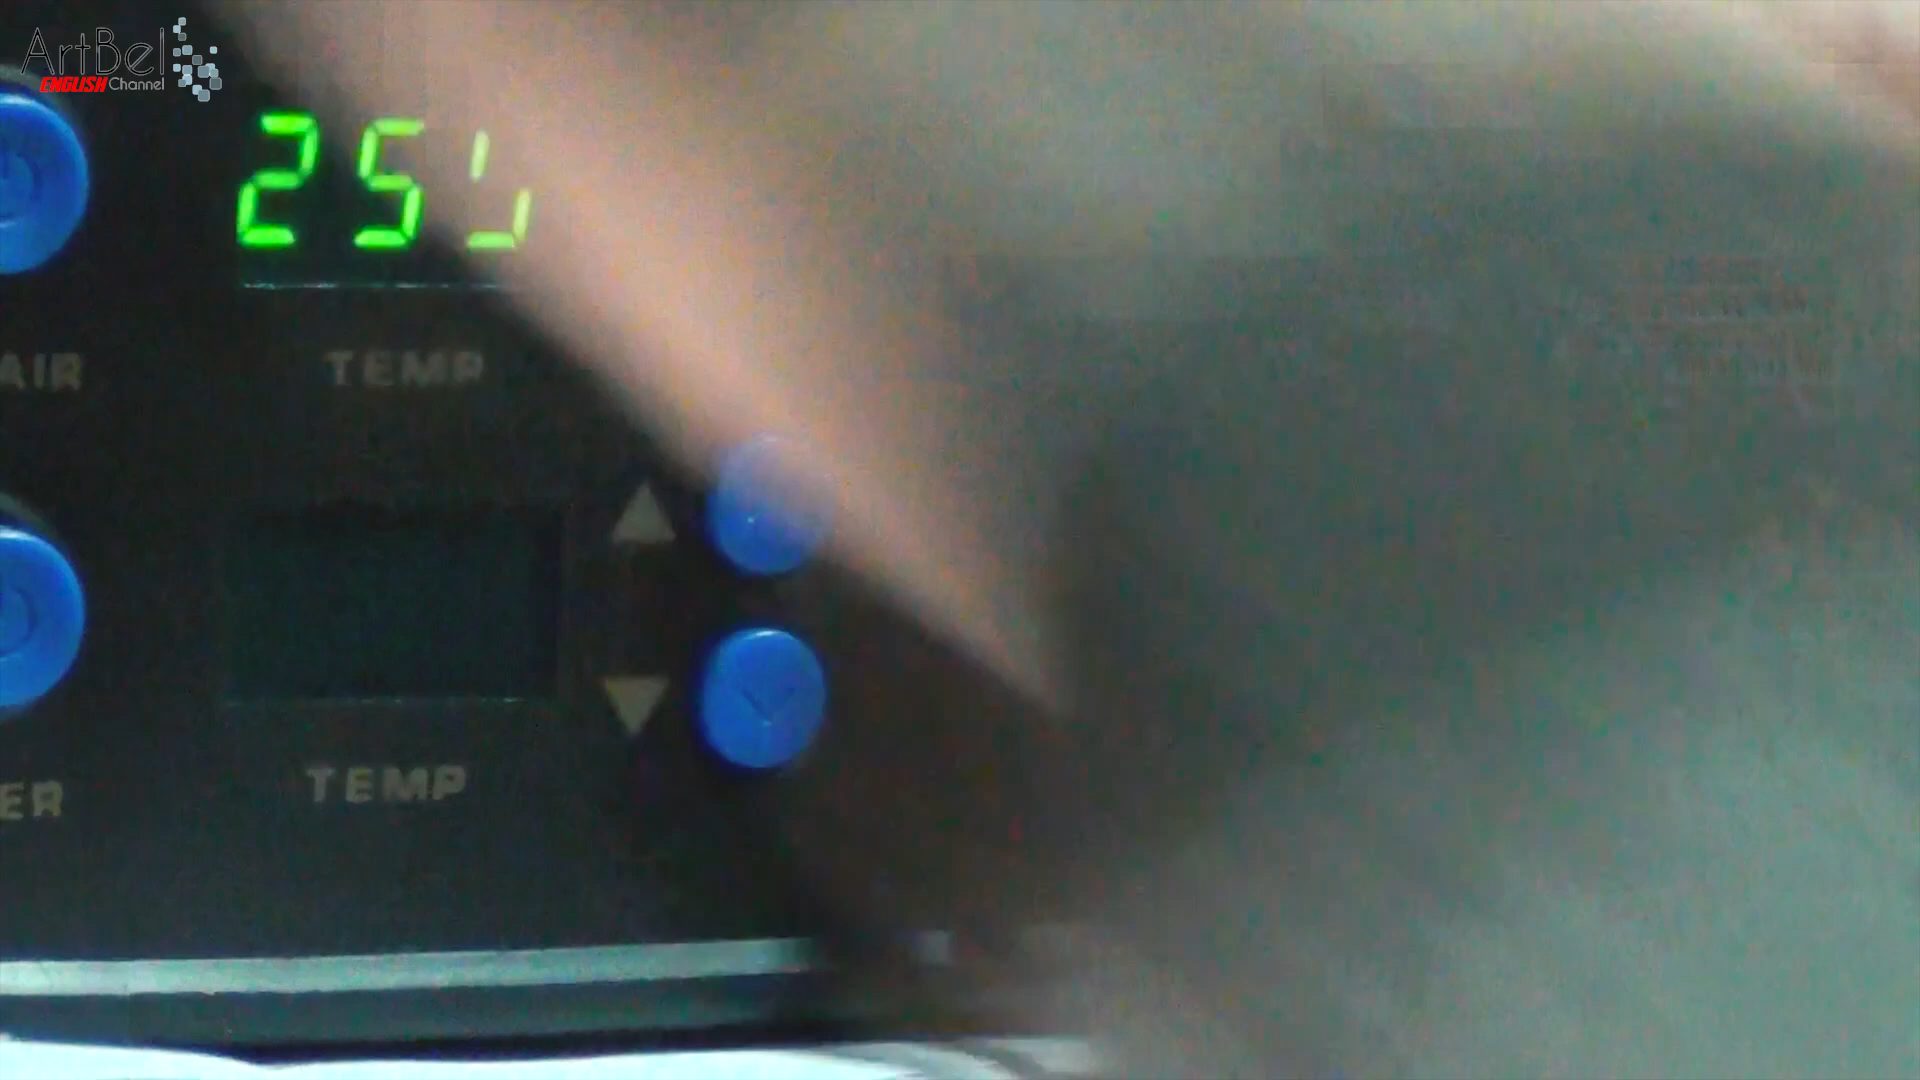 ArtBel
ENGLISH Channel
25
AIR
TEMP
ER
TEMP